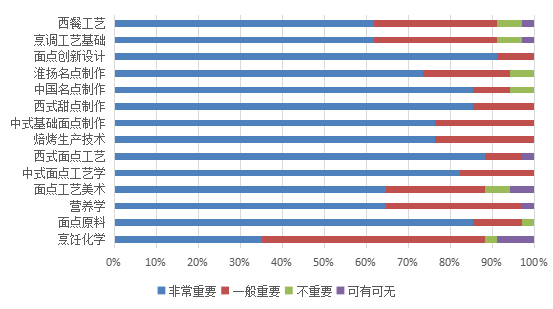 西餐工艺
烹调工艺基础
面点创新设计
淮扬名点制作
中国名点制作
西式甜点制作
中式基础面点制作
焙烤生产技术
西式面点工艺
中式面点工艺学
面点工艺美术
营养学
面点原料
烹饪化学
0% 10% 20% 30% 40% 50% 60% 70% 80% 90% 100%
非常重要 一般重要 不重要 可有可无